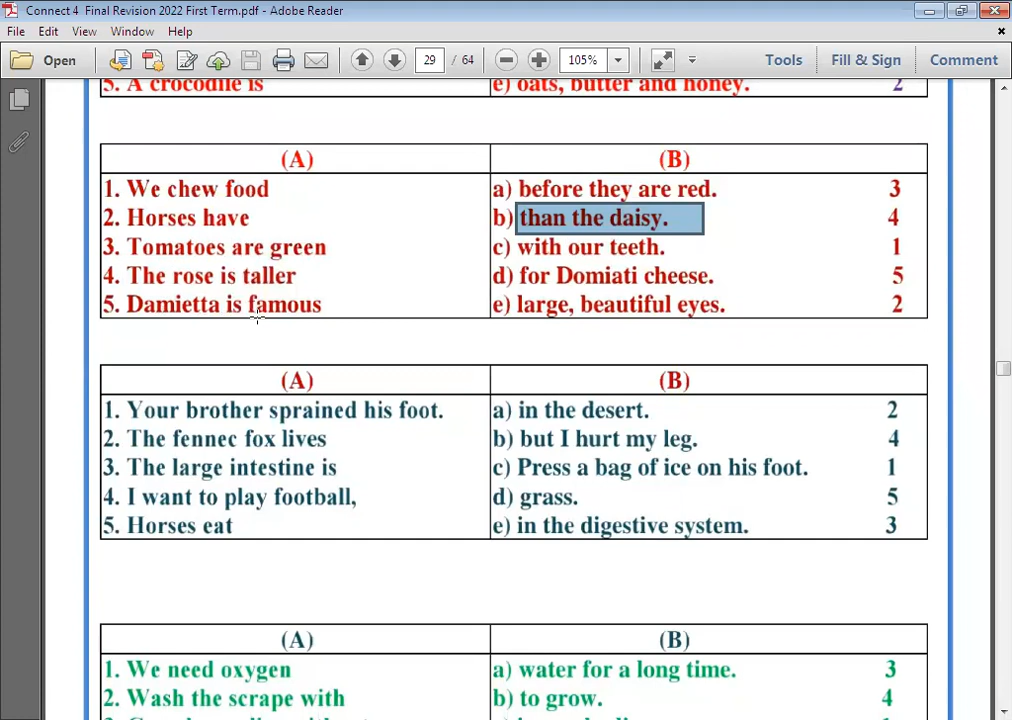 Connect 4 Final Revision 2022 First Term.pdf - Adobe Reader
File Edit View Window Help
Open 29 / 64 105% Tools Fill & Sign Comment
5. A crocodile is e) oats, butter and honey. 2
(A) (B)
1. We chew food a) before they are red. 3
2. Horses have b) than the daisy. 4
3. Tomatoes are green c) with our teeth. 1
4. The rose is taller d) for Domiati cheese. 5
5. Damietta is famous e) large, beautiful eyes. 2
(A) (B)
1. Your brother sprained his foot. a) in the desert. 2
2. The fennec fox lives b) but I hurt my leg. 4
3. The large intestine is c) Press a bag of ice on his foot. 1
4. I want to play football, d) grass. 5
5. Horses eat e) in the digestive system. 3
(A) (B)
1. We need oxygen a) water for a long time. 3
2. Wash the scrape with b) to grow. 4